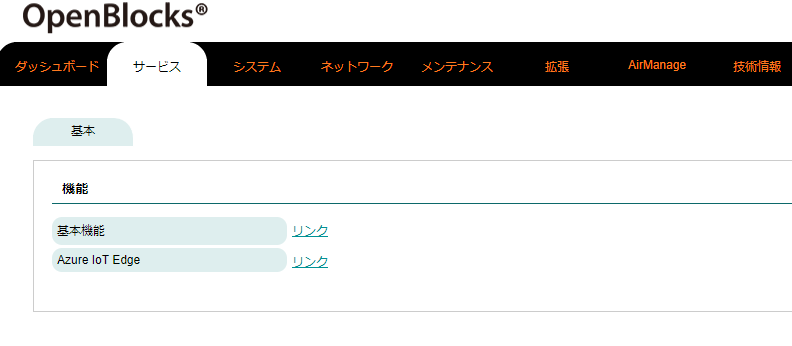 OpenBlocks®
ダッシュボード サービス システム ネットワーク メンテナンス 拡張 AirManage 技術情報
基本
機能
基本機能 リンク
Azure IoT Edge リンク